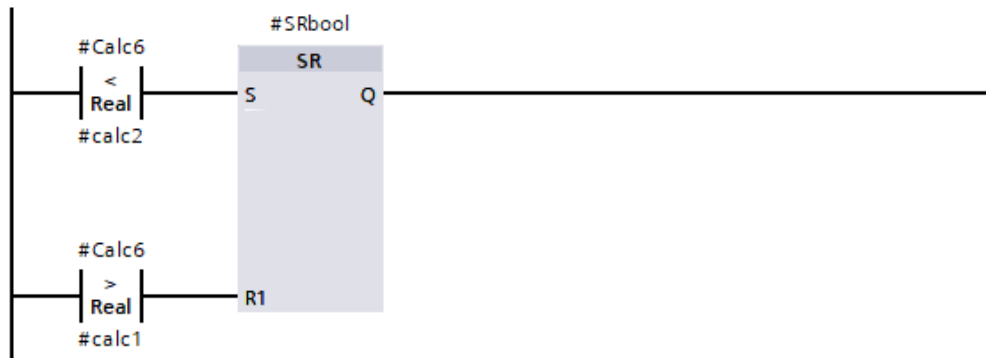 #SRbool
#Calc6
SR
<
Real
S Q
#calc2
#Calc6
>
Real
R1
#calc1